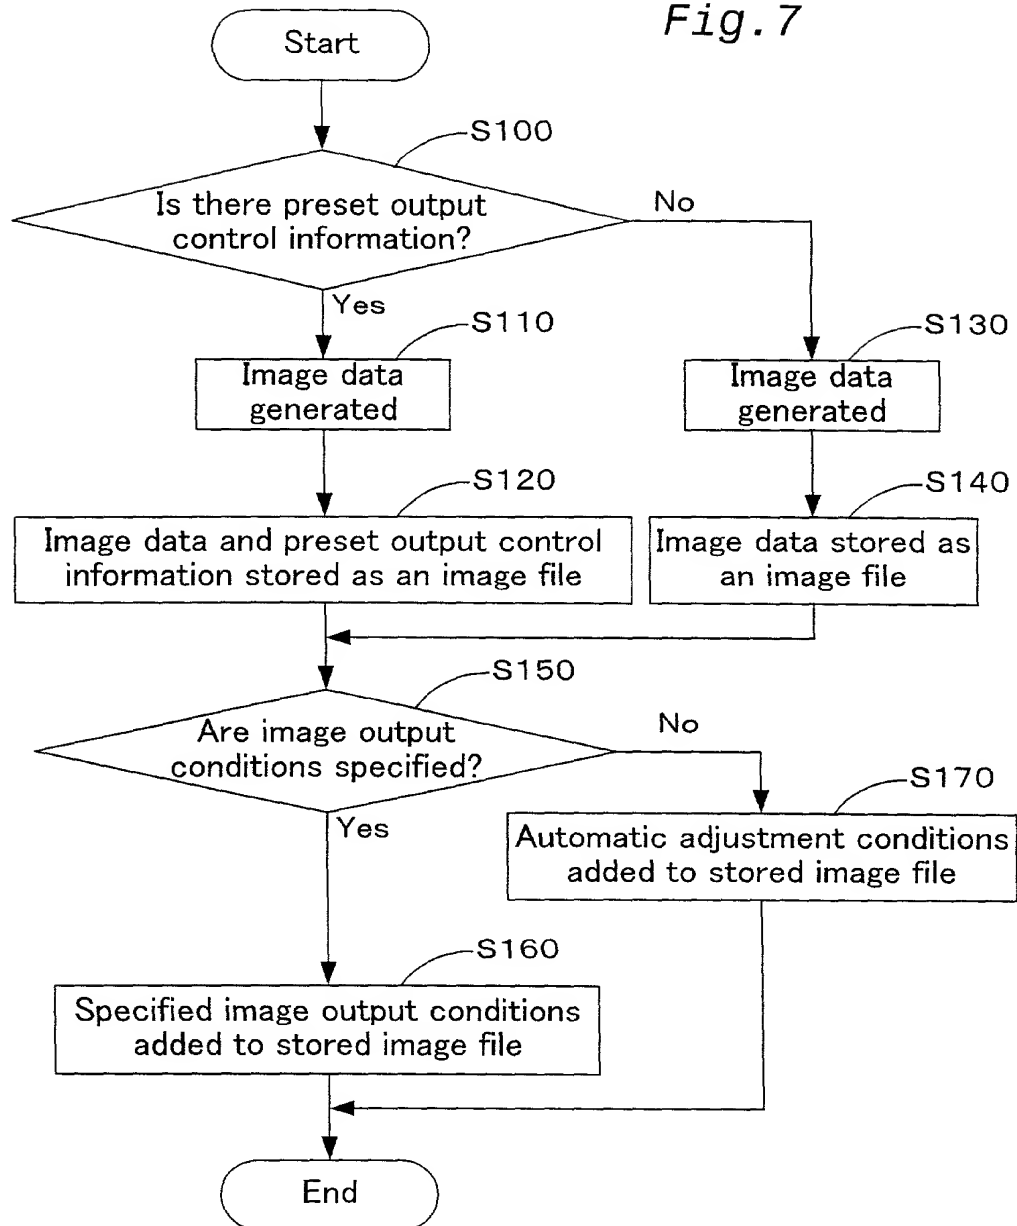 Fig.7
Start
S100
Is there preset output
control information?
No
Yes
S110
Image data
generated
S130
Image data
generated
S120
Image data and preset output control
information stored as an image file
S140
Image data stored as
an image file
S150
Are image output
conditions specified?
No
Yes
S170
Automatic adjustment conditions
added to stored image file
S160
Specified image output conditions
added to stored image file
End